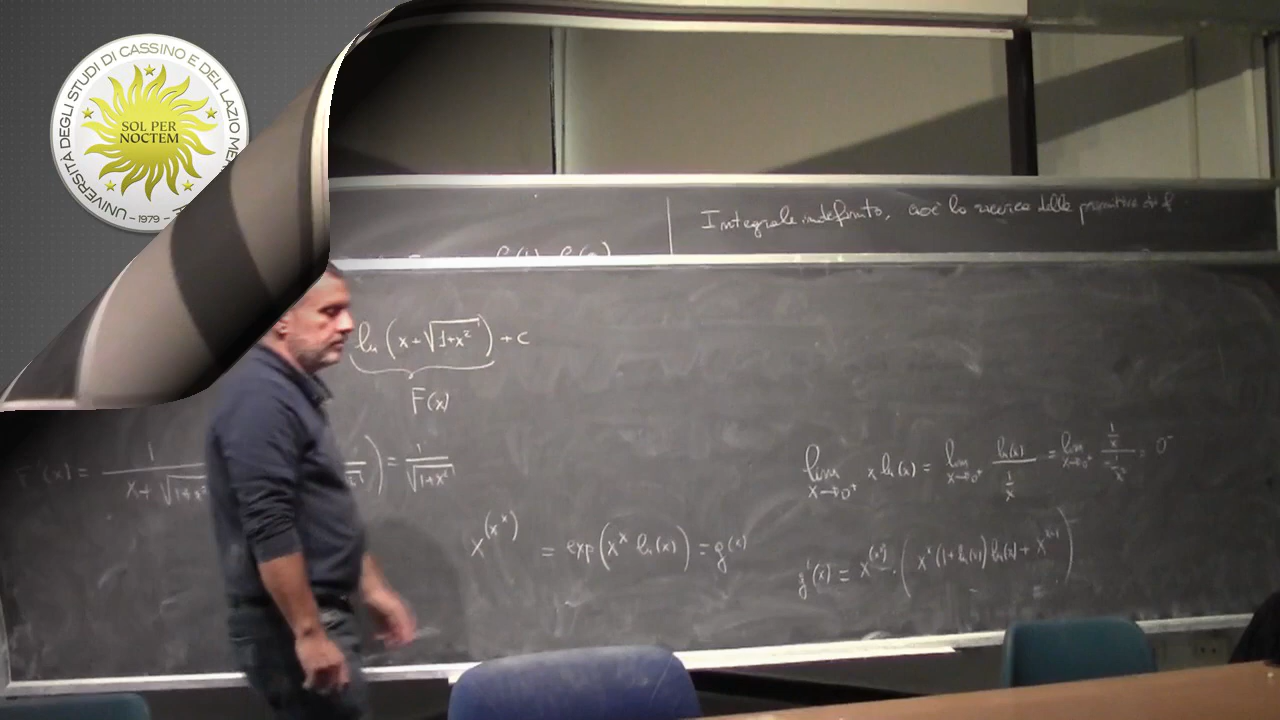 UNIVERSITÀ DEGLI STUDI DI CASSINO E DEL LAZIO ME
SOL PER
NOCTEM
~ 1979 ~
Integrale indefinito, cioè la ricerca delle primitive di f
ln (x+√(1+x²)) + c
F(x)
F'(x) = 1/(x+√(1+x²)) ) = 1/√(1+x²)
lim x→0⁺ x ln(x) = lim x→0⁺ ln(x)/(1/x) = lim x→0⁺ (1/x)/(-1/x²) = 0⁻
x^(x^x) = exp(x^x ln(x)) = g(x)
g'(x) = x^(x^x) · (x^x (1+ln(x)) ln(x) + x^(x-1))